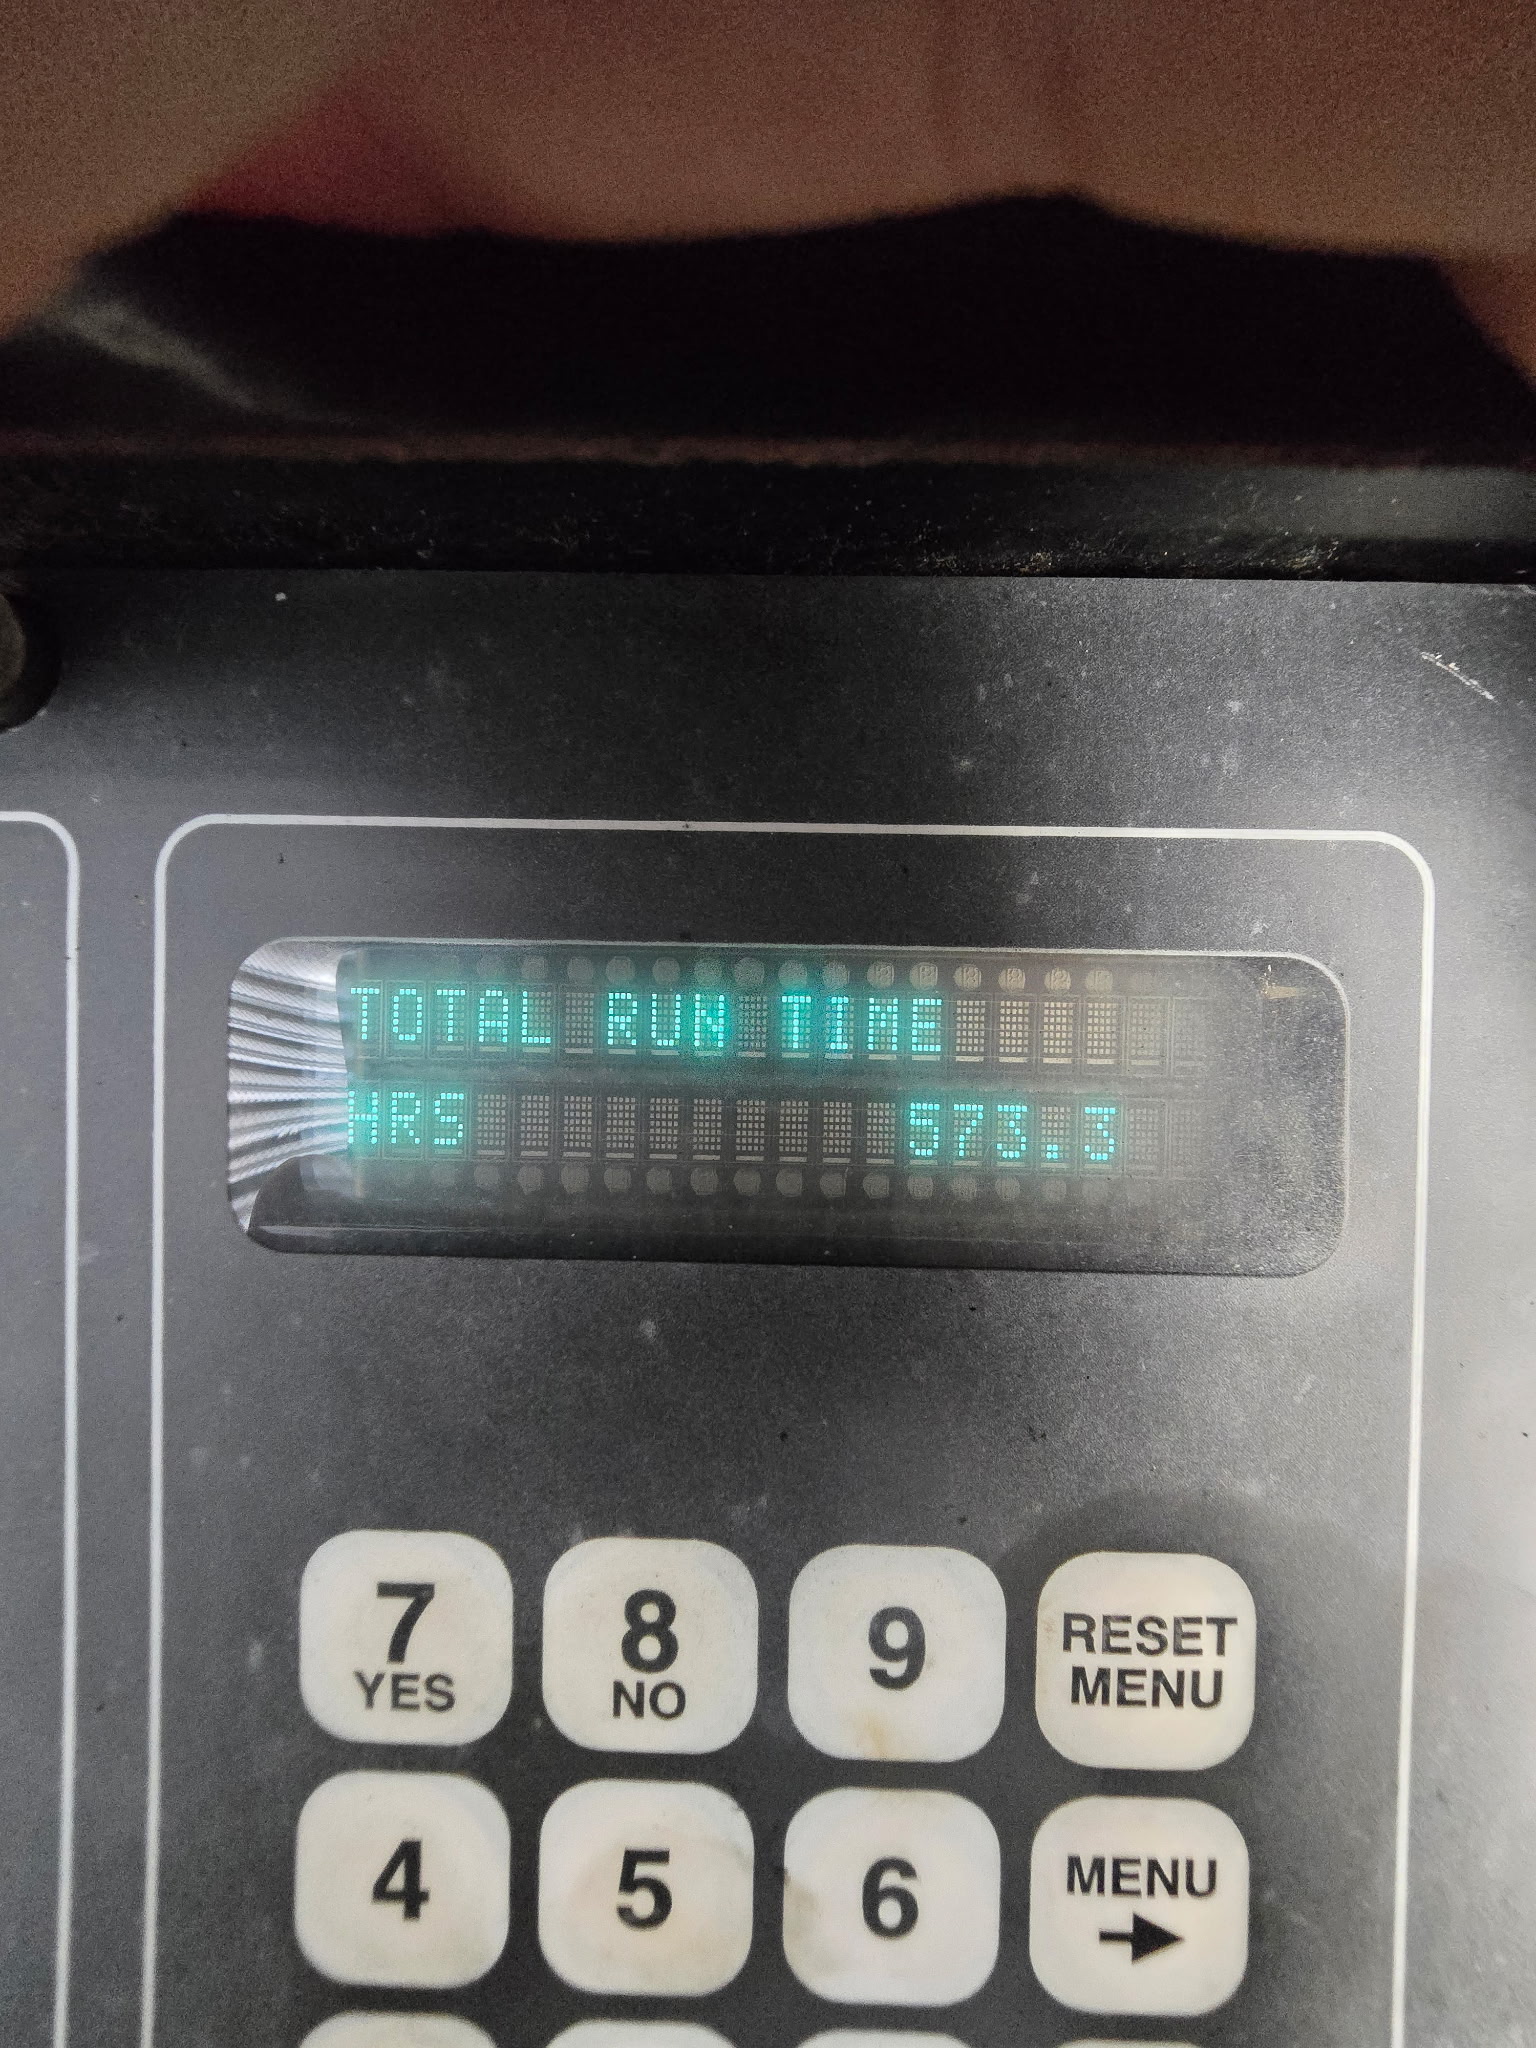 TOTAL RUN TIME
HRS 573.3
7 8 9 RESET
YES NO MENU
4 5 6 MENU
→